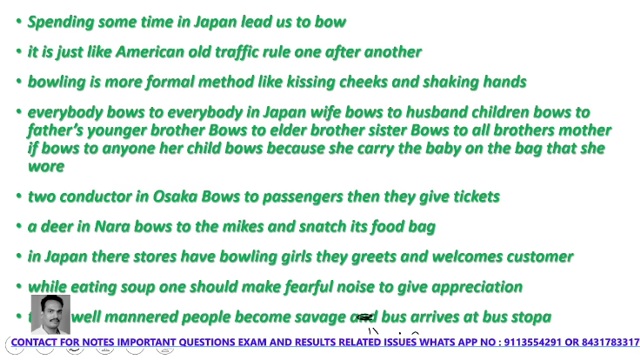 • Spending some time in Japan lead us to bow
• it is just like American old traffic rule one after another
• bowling is more formal method like kissing cheeks and shaking hands
• everybody bows to everybody in Japan wife bows to husband children bows to
father's younger brother Bows to elder brother sister Bows to all brothers mother
if bows to anyone her child bows because she carry the baby on the bag that she
wore
• two conductor in Osaka Bows to passengers then they give tickets
• a deer in Nara bows to the mikes and snatch its food bag
• in Japan there stores have bowling girls they greets and welcomes customer
• while eating soup one should make fearful noise to give appreciation
• well mannered people become savage and bus arrives at bus stopa
CONTACT FOR NOTES IMPORTANT QUESTIONS EXAM AND RESULTS RELATED ISSUES WHATS APP NO : 9113554291 OR 8431783317